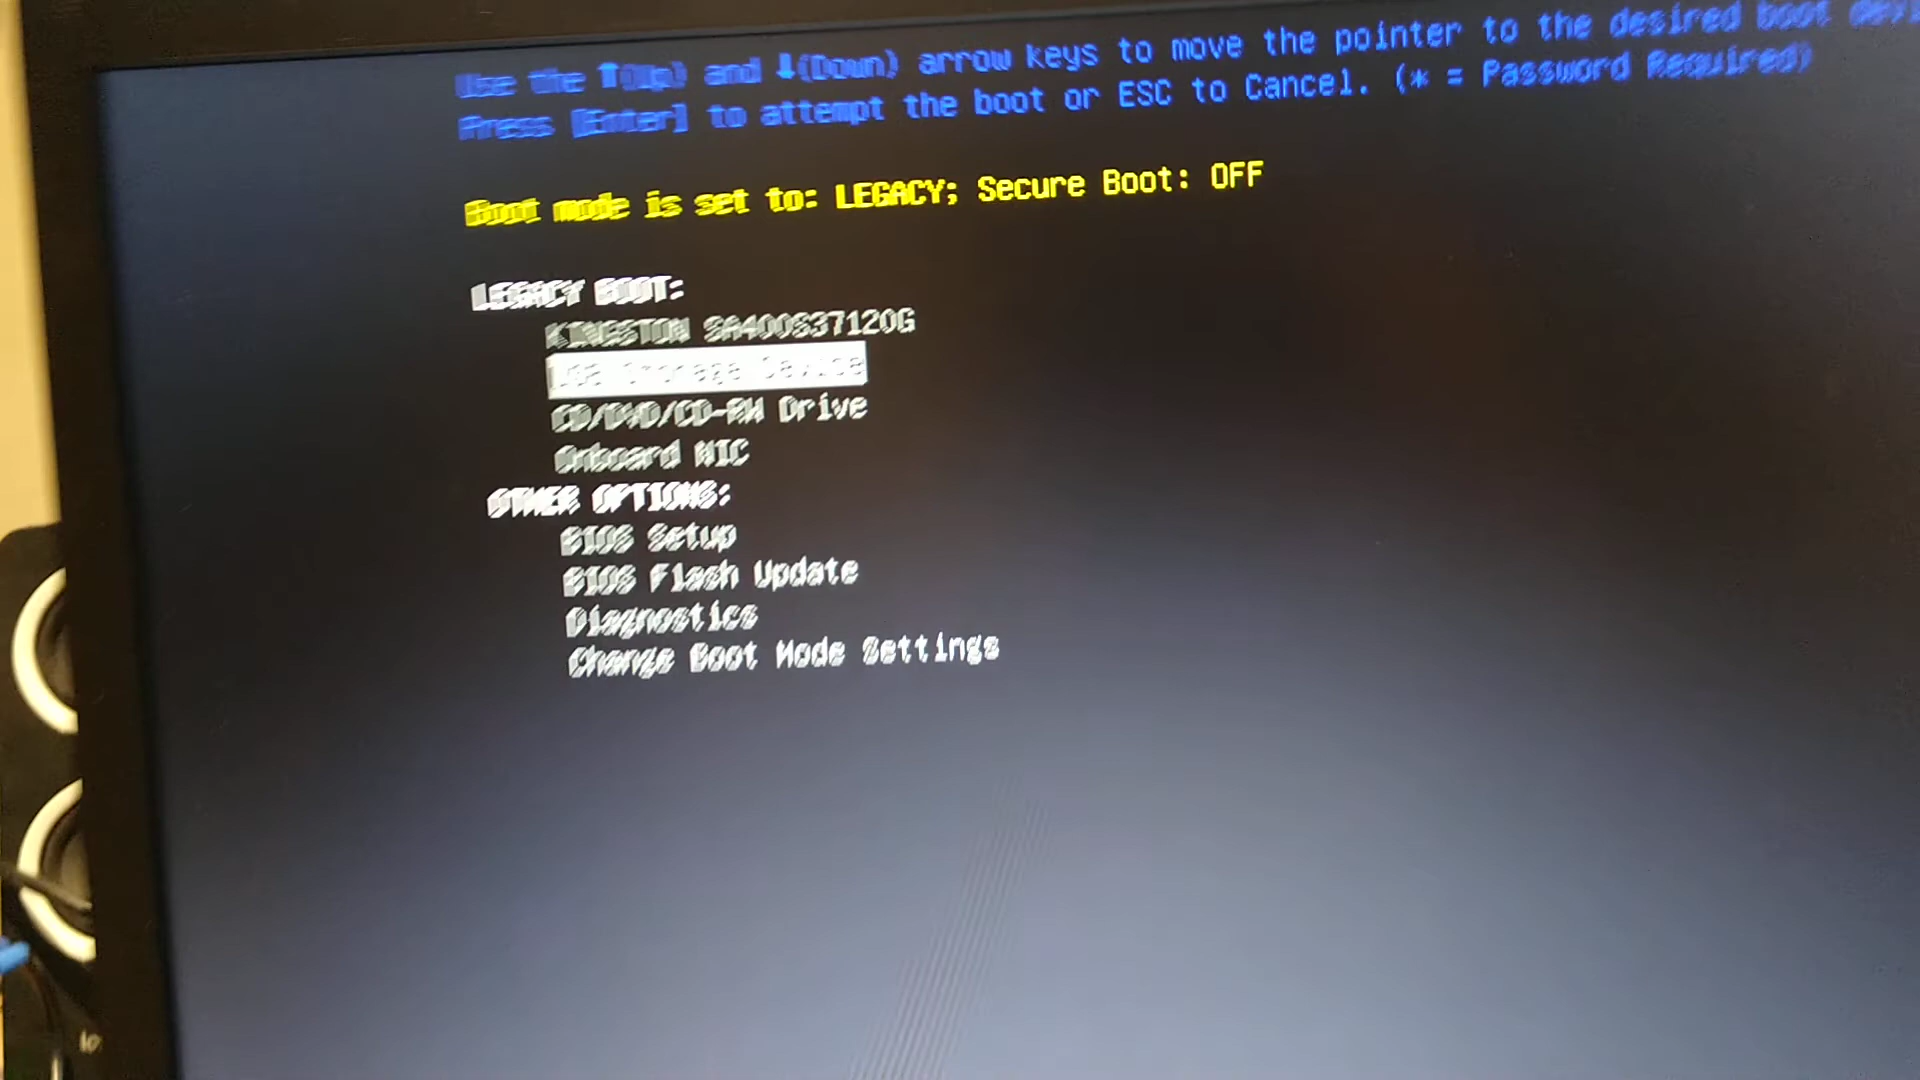 Use the ↑(Up) and ↓(Down) arrow keys to move the pointer to the desired boot
Press [Enter] to attempt the boot or ESC to Cancel. (* = Password Required)
Boot mode is set to: LEGACY; Secure Boot: OFF
LEGACY BOOT:
KINGSTON SA400S37120G
USB Storage Device
CD/DVD/CD-RW Drive
Onboard NIC
OTHER OPTIONS:
BIOS Setup
BIOS Flash Update
Diagnostics
Change Boot Mode Settings